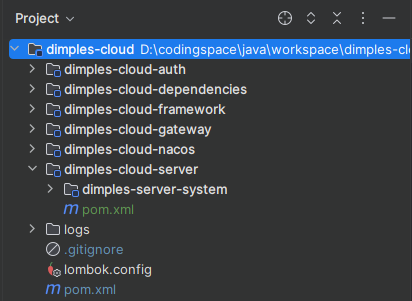 Project
dimples-cloud D:\codingspace\java\workspace\dimples-cl
dimples-cloud-auth
dimples-cloud-dependencies
dimples-cloud-framework
dimples-cloud-gateway
dimples-cloud-nacos
dimples-cloud-server
dimples-server-system
m pom.xml
logs
.gitignore
lombok.config
m pom.xml